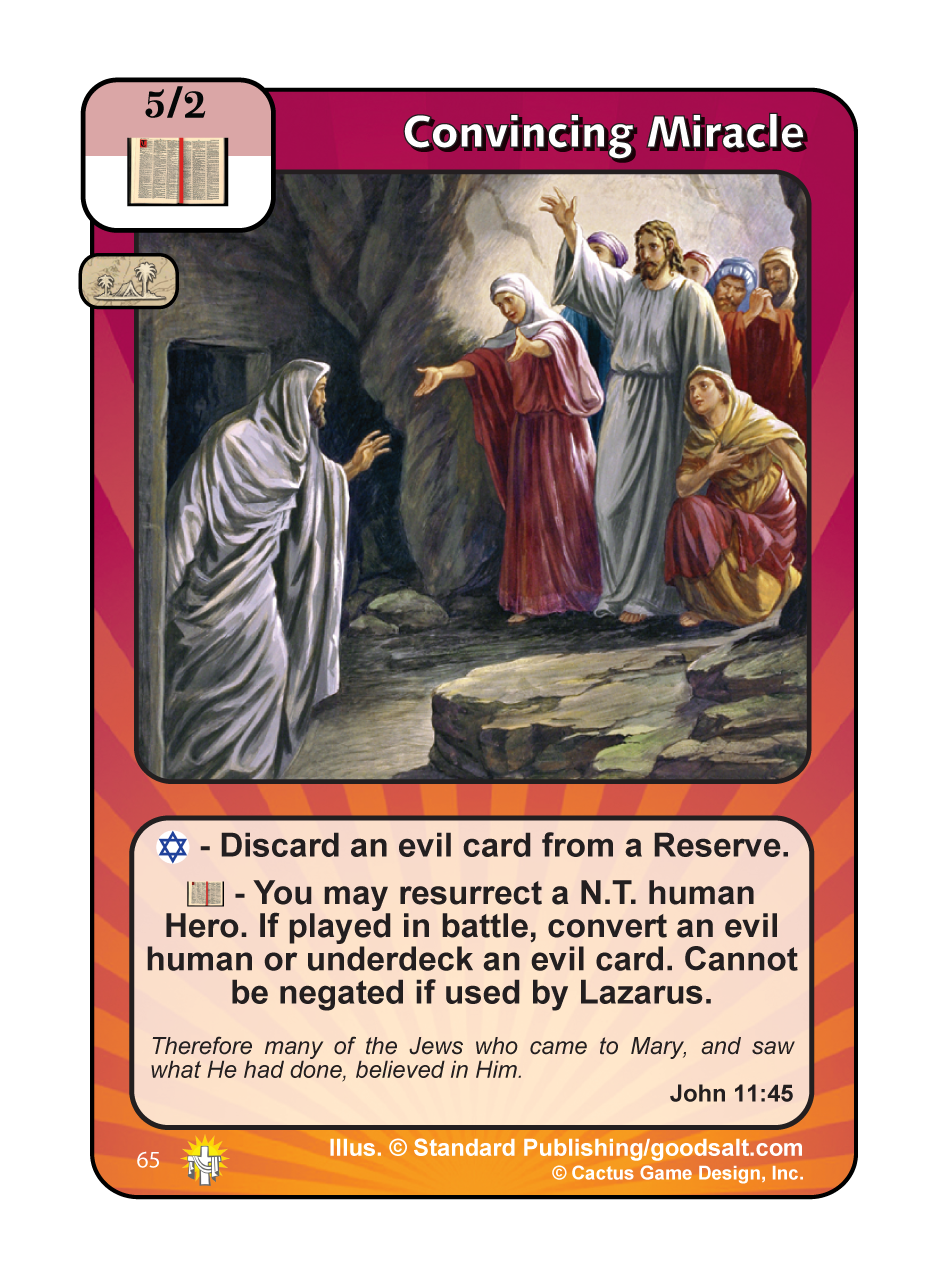 5/2
Convincing Miracle
- Discard an evil card from a Reserve.
- You may resurrect a N.T. human
Hero. If played in battle, convert an evil
human or underdeck an evil card. Cannot
be negated if used by Lazarus.
Therefore many of the Jews who came to Mary, and saw
what He had done, believed in Him.
John 11:45
65
Illus. © Standard Publishing/goodsalt.com
© Cactus Game Design, Inc.